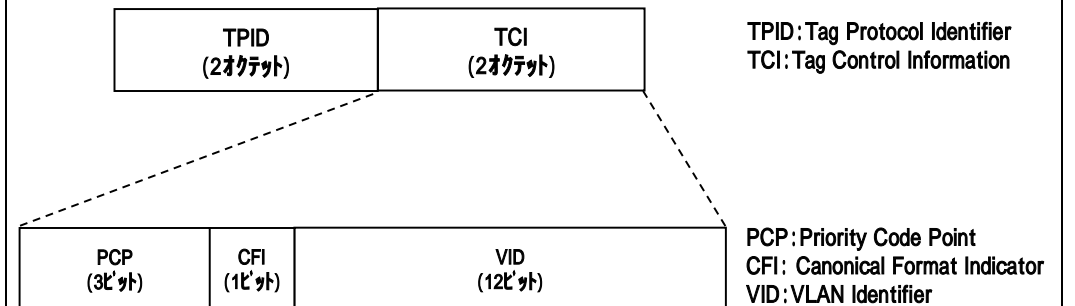 TPID
(2ｵｸﾃｯﾄ)
TCI
(2ｵｸﾃｯﾄ)
TPID:Tag Protocol Identifier
TCI:Tag Control Information
PCP
(3ﾋﾞｯﾄ)
CFI
(1ﾋﾞｯﾄ)
VID
(12ﾋﾞｯﾄ)
PCP:Priority Code Point
CFI: Canonical Format Indicator
VID:VLAN Identifier